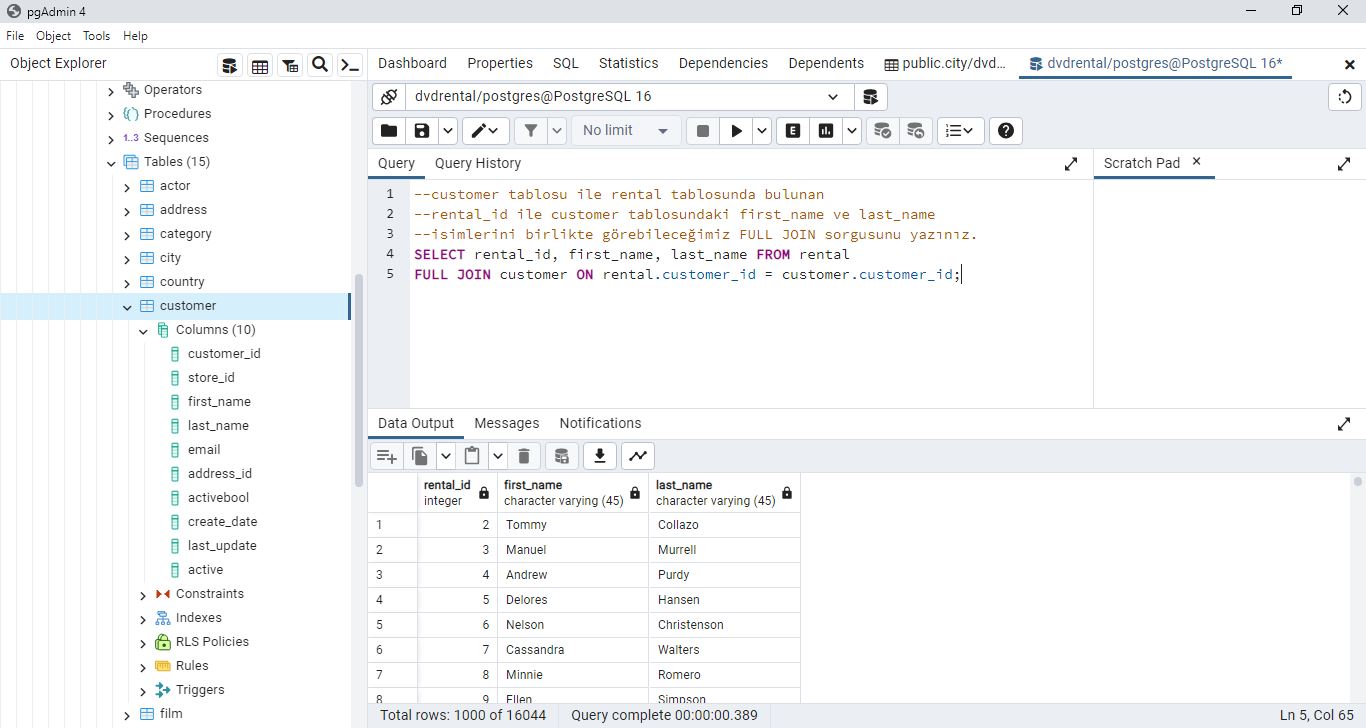 pgAdmin 4
File Object Tools Help
Object Explorer
Dashboard Properties SQL Statistics Dependencies Dependents public.city/dvd... dvdrental/postgres@PostgreSQL 16*
dvdrental/postgres@PostgreSQL 16
No limit
E
Query Query History
Scratch Pad
Operators
Procedures
1..3 Sequences
Tables (15)
actor
address
category
city
country
customer
Columns (10)
customer_id
store_id
first_name
last_name
email
address_id
activebool
create_date
last_update
active
Constraints
Indexes
RLS Policies
Rules
Triggers
film
1 --customer tablosu ile rental tablosunda bulunan
2 --rental_id ile customer tablosundaki first_name ve last_name
3 --isimlerini birlikte görebileceğimiz FULL JOIN sorgusunu yazınız.
4 SELECT rental_id, first_name, last_name FROM rental
5 FULL JOIN customer ON rental.customer_id = customer.customer_id;
Data Output Messages Notifications
rental_id first_name last_name
integer character varying (45) character varying (45)
1 2 Tommy Collazo
2 3 Manuel Murrell
3 4 Andrew Purdy
4 5 Delores Hansen
5 6 Nelson Christenson
6 7 Cassandra Walters
7 8 Minnie Romero
8 9 Ellen Simpson
Total rows: 1000 of 16044 Query complete 00:00:00.389 Ln 5, Col 65